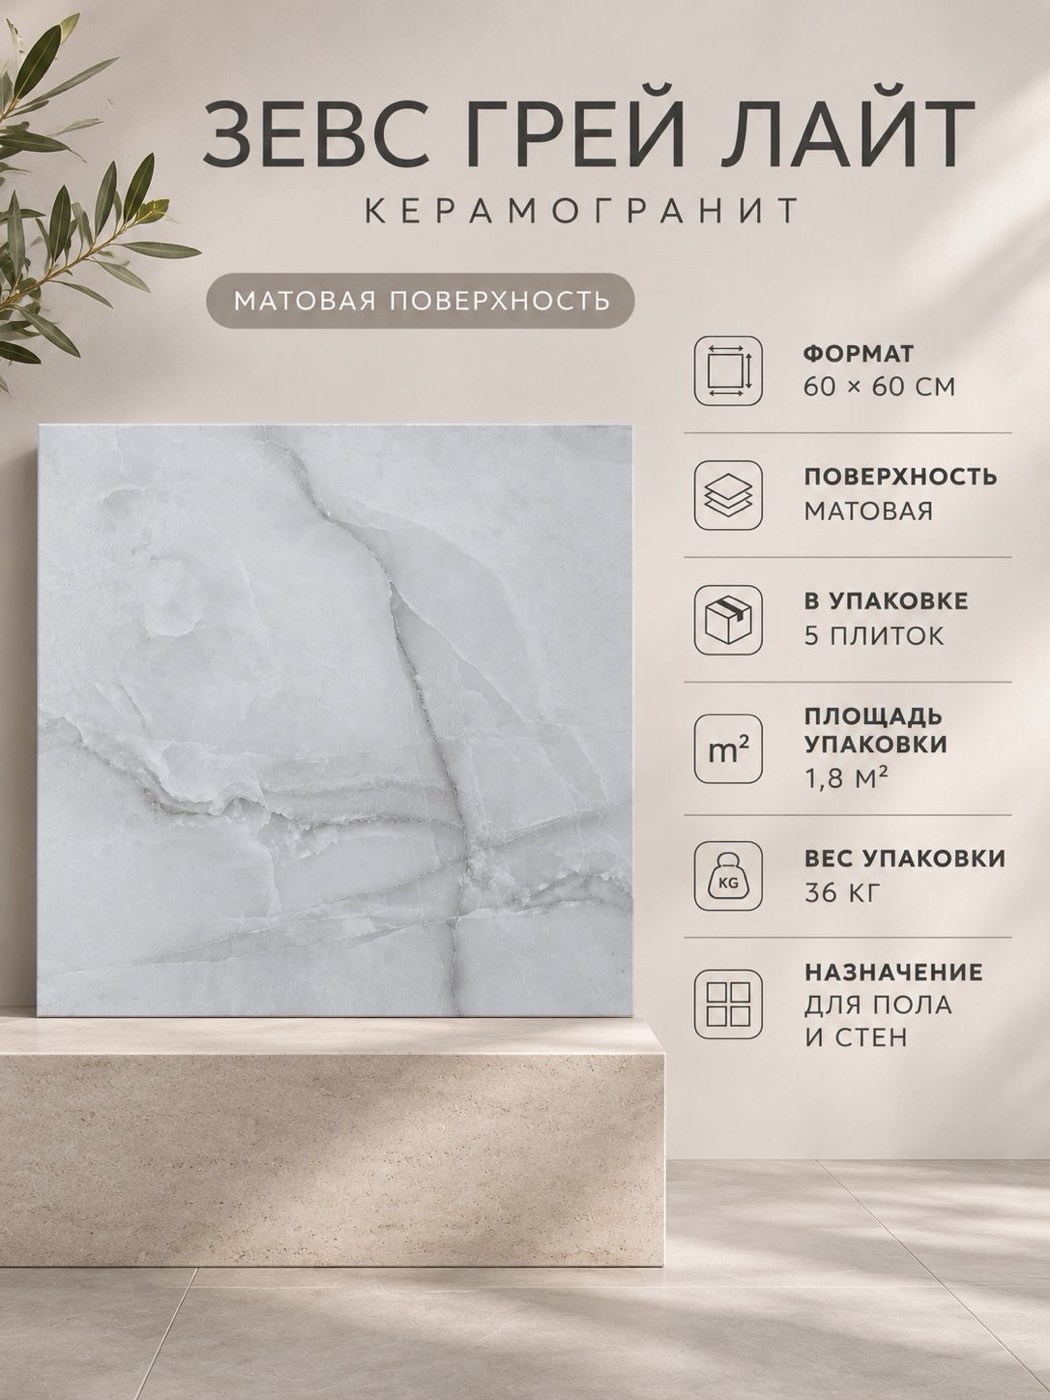 ЗЕВС ГРЕЙ ЛАЙТ
КЕРАМОГРАНИТ
МАТОВАЯ ПОВЕРХНОСТЬ
ФОРМАТ
60 × 60 СМ
ПОВЕРХНОСТЬ
МАТОВАЯ
В УПАКОВКЕ
5 ПЛИТОК
m²
ПЛОЩАДЬ
УПАКОВКИ
1,8 М²
KG
ВЕС УПАКОВКИ
36 КГ
НАЗНАЧЕНИЕ
ДЛЯ ПОЛА
И СТЕН